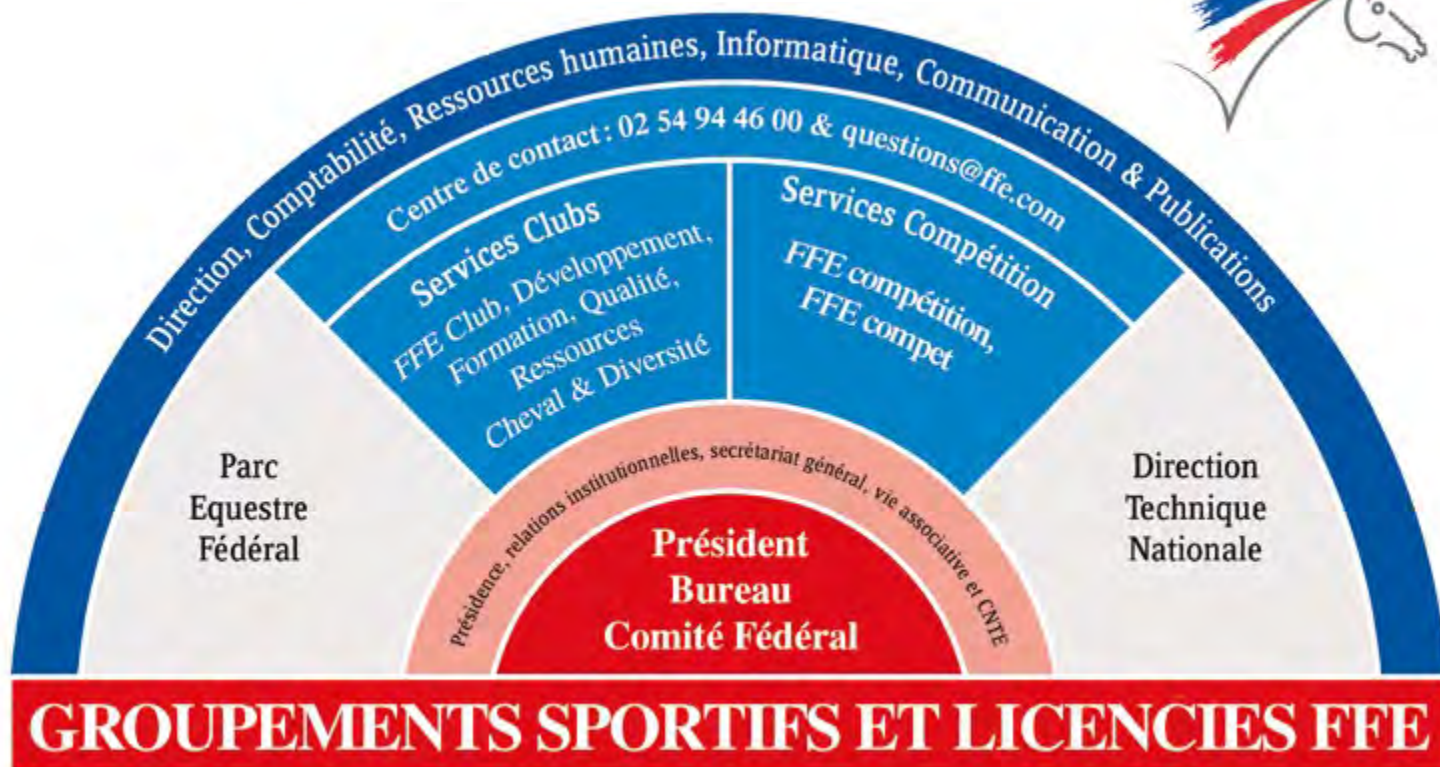 Direction, Comptabilité, Ressources humaines, Informatique, Communication & Publications
Centre de contact : 02 54 94 46 00 & questions@ffe.com
Services Clubs
FFE Club, Développement,
Formation, Qualité,
Ressources
Cheval & Diversité
Services Compétition
FFE compétition,
FFE compet
Parc
Equestre
Fédéral
Direction
Technique
Nationale
Présidence, relations institutionnelles, secrétariat général, vie associative et CNTE
Président
Bureau
Comité Fédéral
GROUPEMENTS SPORTIFS ET LICENCIES FFE